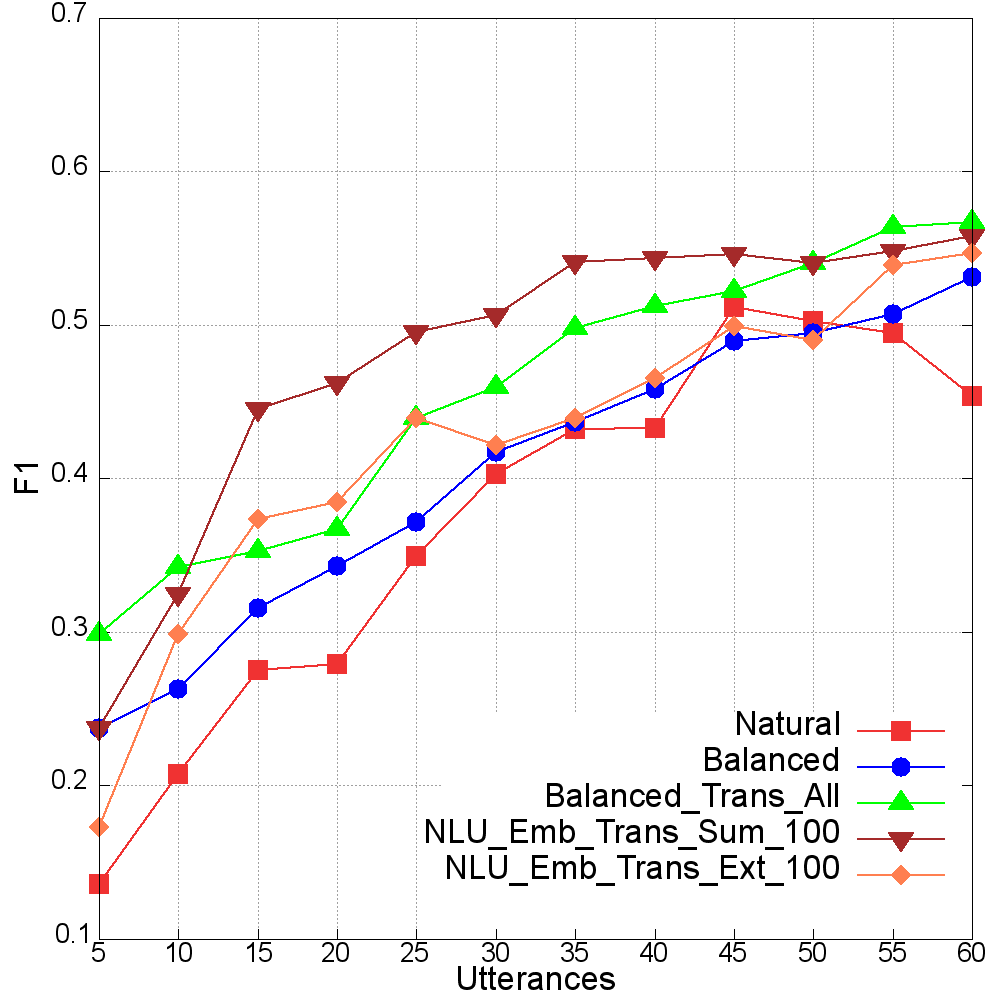 0.7
0.6
0.5
0.4
0.3
0.2
0.1
F1
Natural
Balanced
Balanced_Trans_All
NLU_Emb_Trans_Sum_100
NLU_Emb_Trans_Ext_100
5 10 15 20 25 30 35 40 45 50 55 60
Utterances